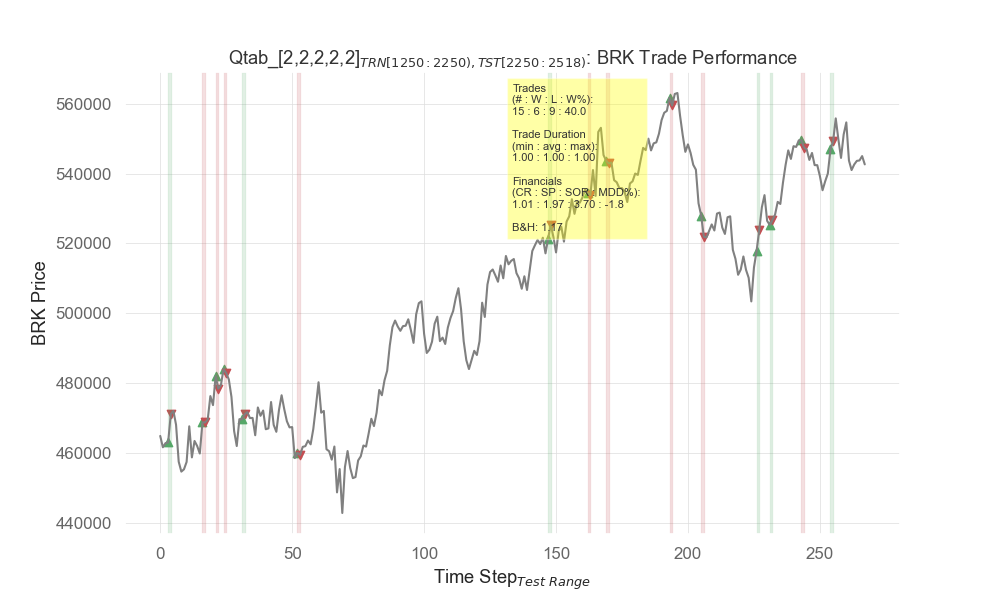 Qtab_[2,2,2,2,2]TRN[1250 : 2250), TST[2250 : 2518): BRK Trade Performance
Trades
(# : W : L : W%):
15 : 6 : 9 : 40.0
Trade Duration
(min : avg : max):
1.00 : 1.00 : 1.00
Financials
(CR : SP : SOR : MDD%):
1.01 : 1.97 : 3.70 : -1.8
B&H: 1.17
BRK Price
560000
540000
520000
500000
480000
460000
440000
0 50 100 150 200 250
Time StepTest Range